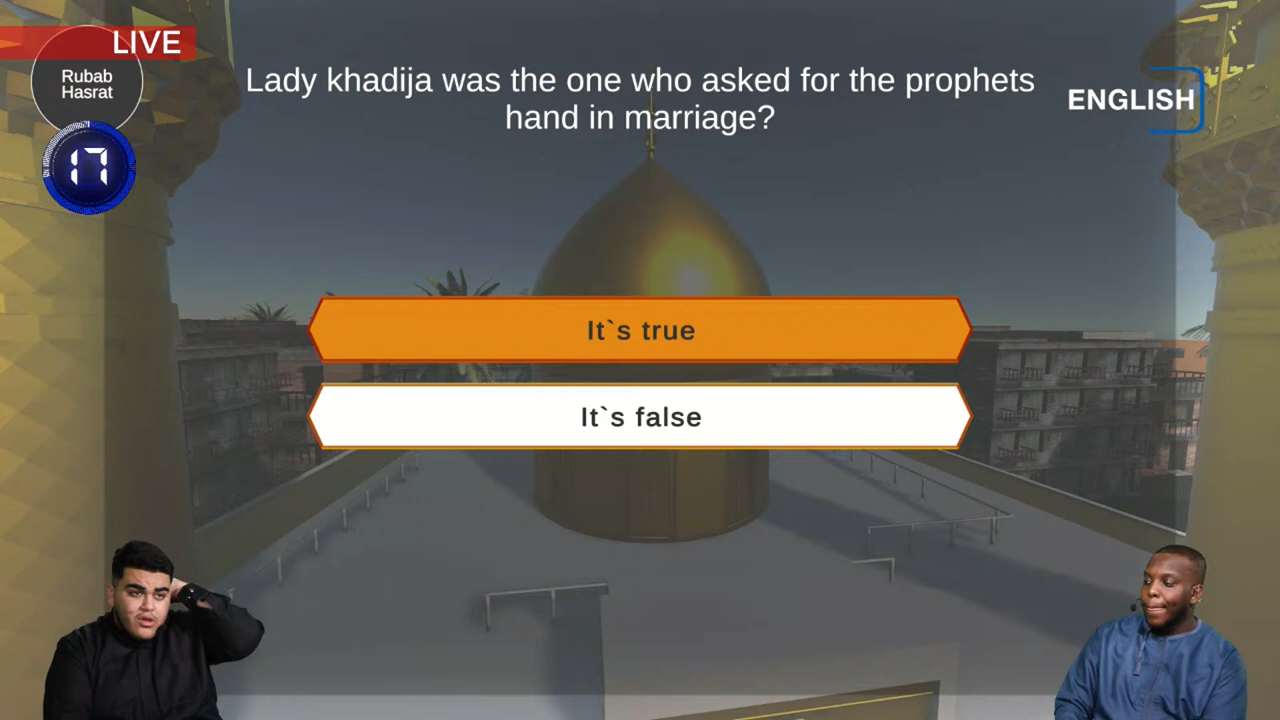 LIVE
Rubab
Hasrat
17
Lady khadija was the one who asked for the prophets
hand in marriage?
ENGLISH
It`s true
It`s false